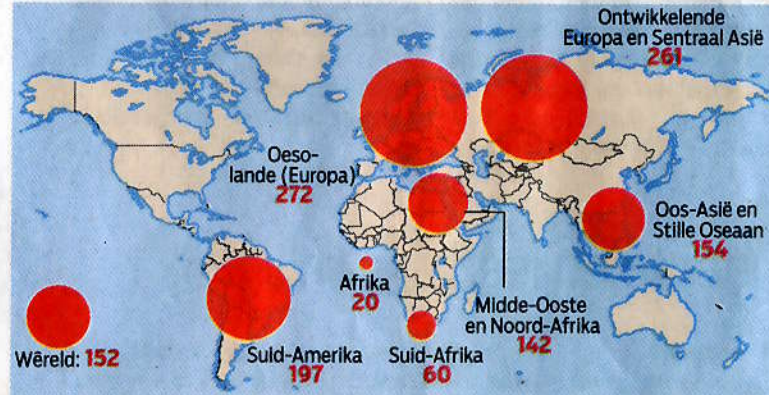 Ontwikkelende
Europa en Sentraal Asië
261
Oeso-
lande (Europa)
272
Oos-Asië en
Stille Oseaan
154
Afrika
20
Midde-Ooste
en Noord-Afrika
142
Wêreld: 152
Suid-Amerika
197
Suid-Afrika
60